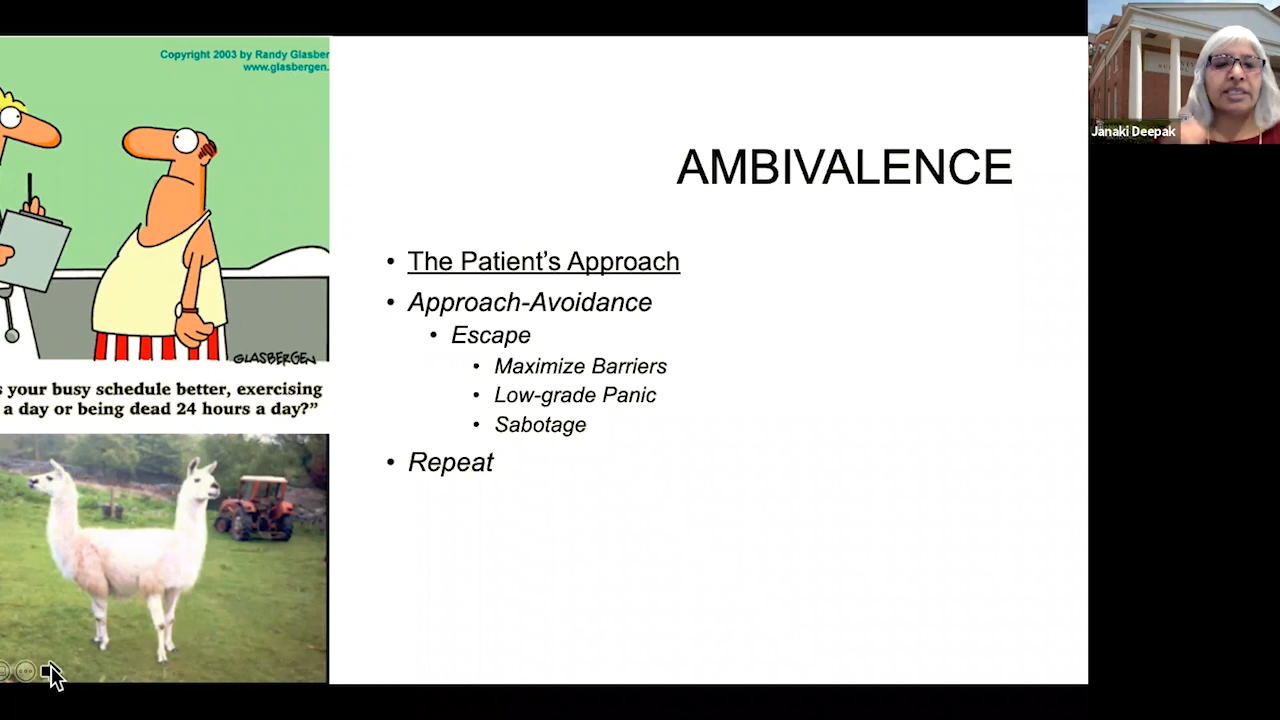 Copyright 2003 by Randy
www.glasbergen.
GLASBERGEN
your busy schedule better, exercising
a day or being dead 24 hours a day?”
AMBIVALENCE
• The Patient’s Approach
• Approach-Avoidance
• Escape
• Maximize Barriers
• Low-grade Panic
• Sabotage
• Repeat
Janaki Deepak